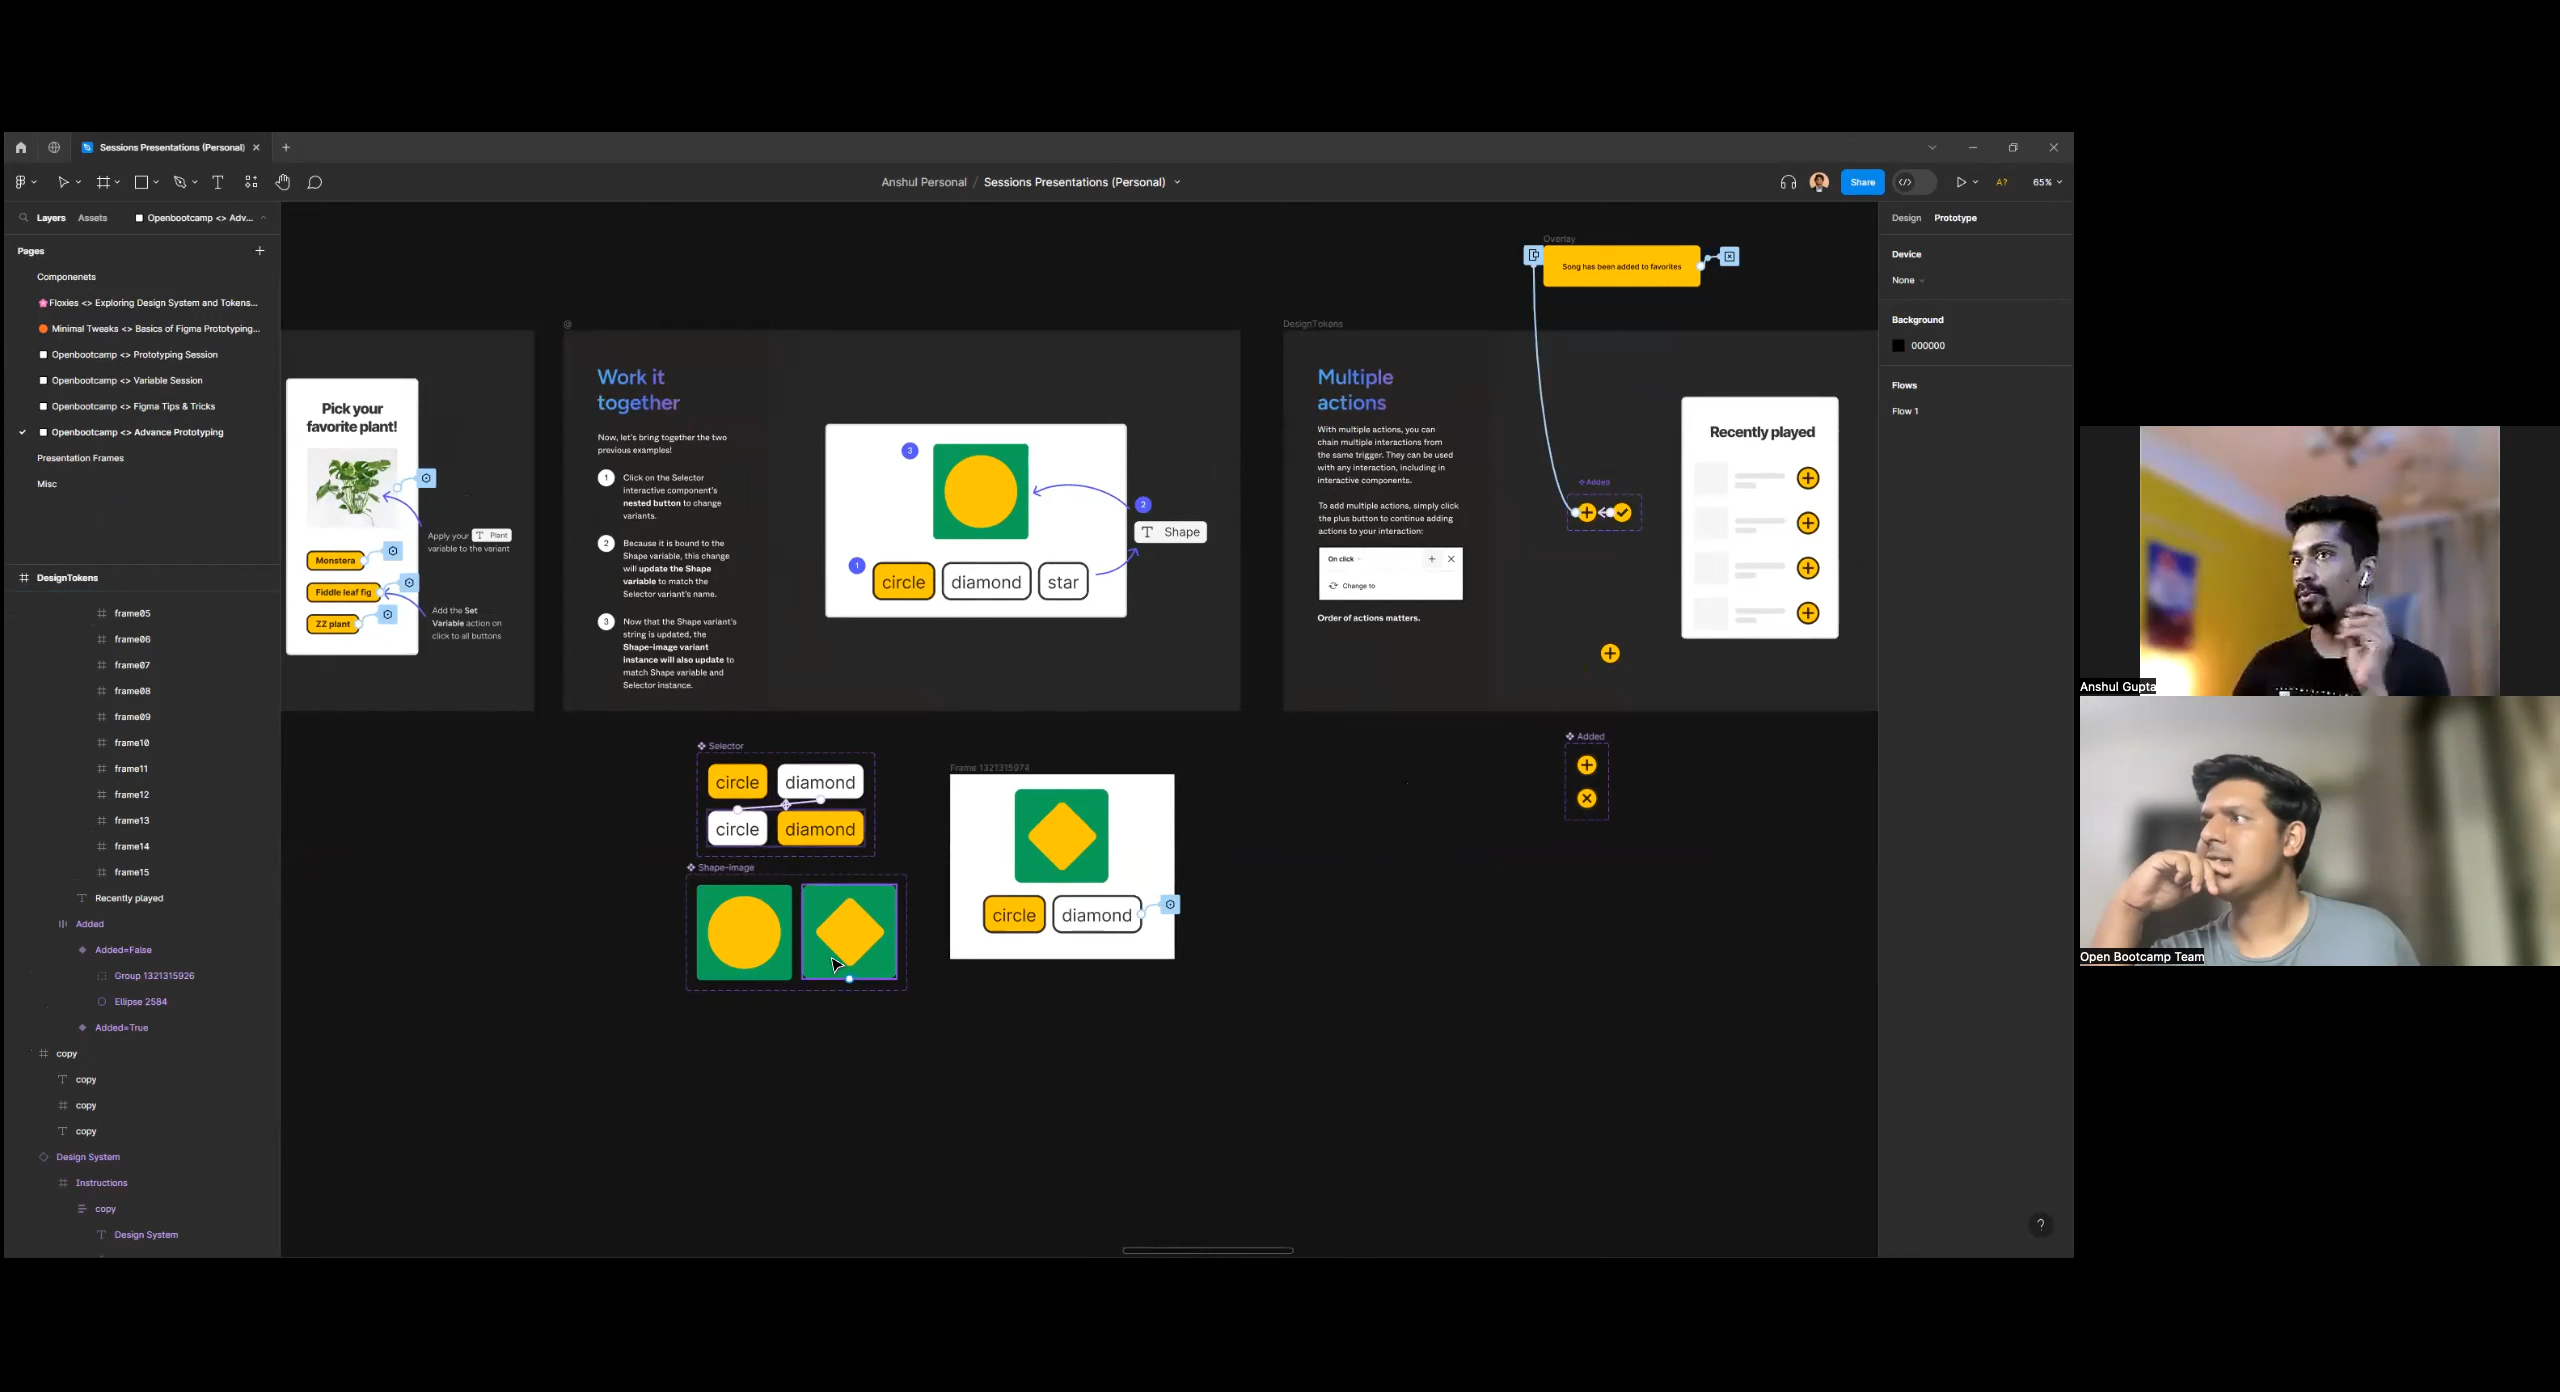 Sessions Presentations (Personal)
Anshul Personal / Sessions Presentations (Personal)
Share
A?
65%
Layers
Assets
Openbootcamp <> Adv...
Pages
Componenets
Floxies <> Exploring Design System and Tokens...
Minimal Tweaks <> Basics of Figma Prototyping...
Openbootcamp <> Prototyping Session
Openbootcamp <> Variable Session
Openbootcamp <> Figma Tips & Tricks
Openbootcamp <> Advance Prototyping
Presentation Frames
Misc
DesignTokens
frame05
frame06
frame07
frame08
frame09
frame10
frame11
frame12
frame13
frame14
frame15
Recently played
Added
Added=False
Group 1321315926
Ellipse 2584
Added=True
copy
copy
copy
copy
Design System
Instructions
copy
Design System
Pick your
favorite plant!
Monstera
Fiddle leaf fig
ZZ plant
Apply your T Plant
variable to the variant
Add the Set
Variable action on
click to all buttons
@
Work it
together
Now, let's bring together the two
previous examples!
1
Click on the Selector
interactive component's
nested button to change
variants.
2
Because it is bound to the
Shape variable, this change
will update the Shape
variable to match the
Selector variant's name.
3
Now that the Shape variant's
string is updated, the
Shape-image variant
instance will also update to
match Shape variable and
Selector instance.
3
2
T Shape
1
circle
diamond
star
Selector
circle
diamond
circle
diamond
Shape-image
Frame 1321315974
circle
diamond
Overlay
Song has been added to favorites
DesignTokens
Multiple
actions
With multiple actions, you can
chain multiple interactions from
the same trigger. They can be used
with any interaction, including in
interactive components.
To add multiple actions, simply click
the plus button to continue adding
actions to your interaction:
On click
Change to
Order of actions matters.
Added
Recently played
Added
Design
Prototype
Device
None
Background
000000
Flows
Flow 1
?
Anshul Gupta
Open Bootcamp Team